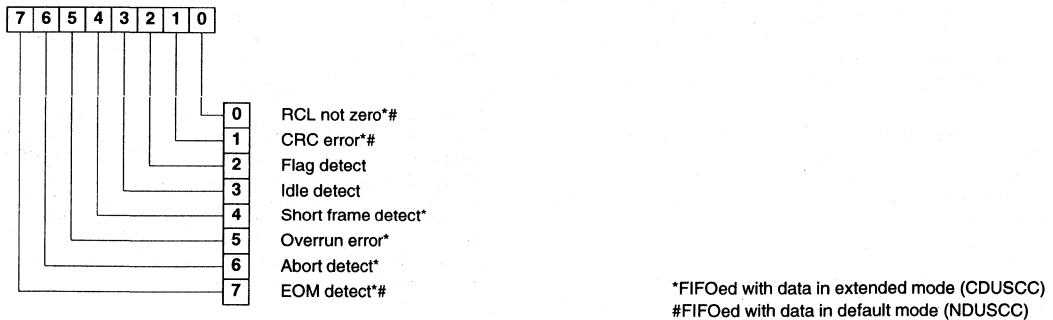 7 6 5 4 3 2 1 0
0 RCL not zero*#
1 CRC error*#
2 Flag detect
3 Idle detect
4 Short frame detect*
5 Overrun error*
6 Abort detect*
7 EOM detect*#
*FIFOed with data in extended mode (CDUSCC)
#FIFOed with data in default mode (NDUSCC)